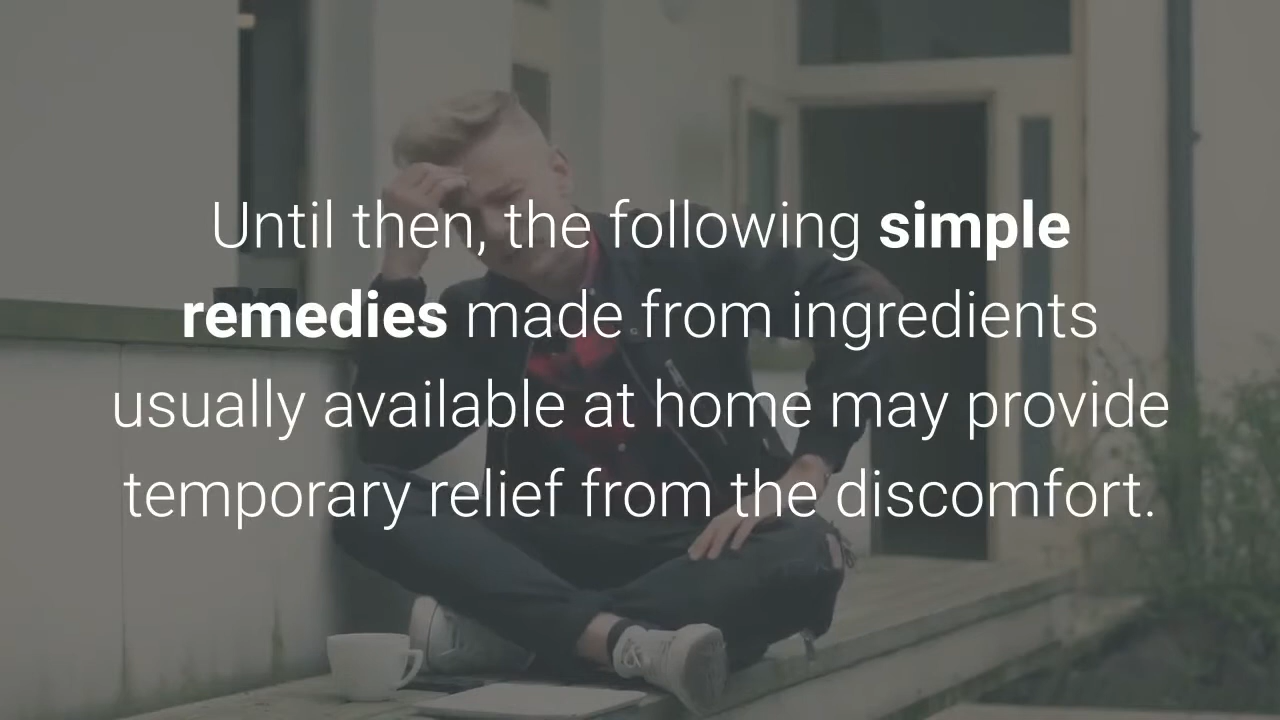 Until then, the following simple
remedies made from ingredients
usually available at home may provide
temporary relief from the discomfort.